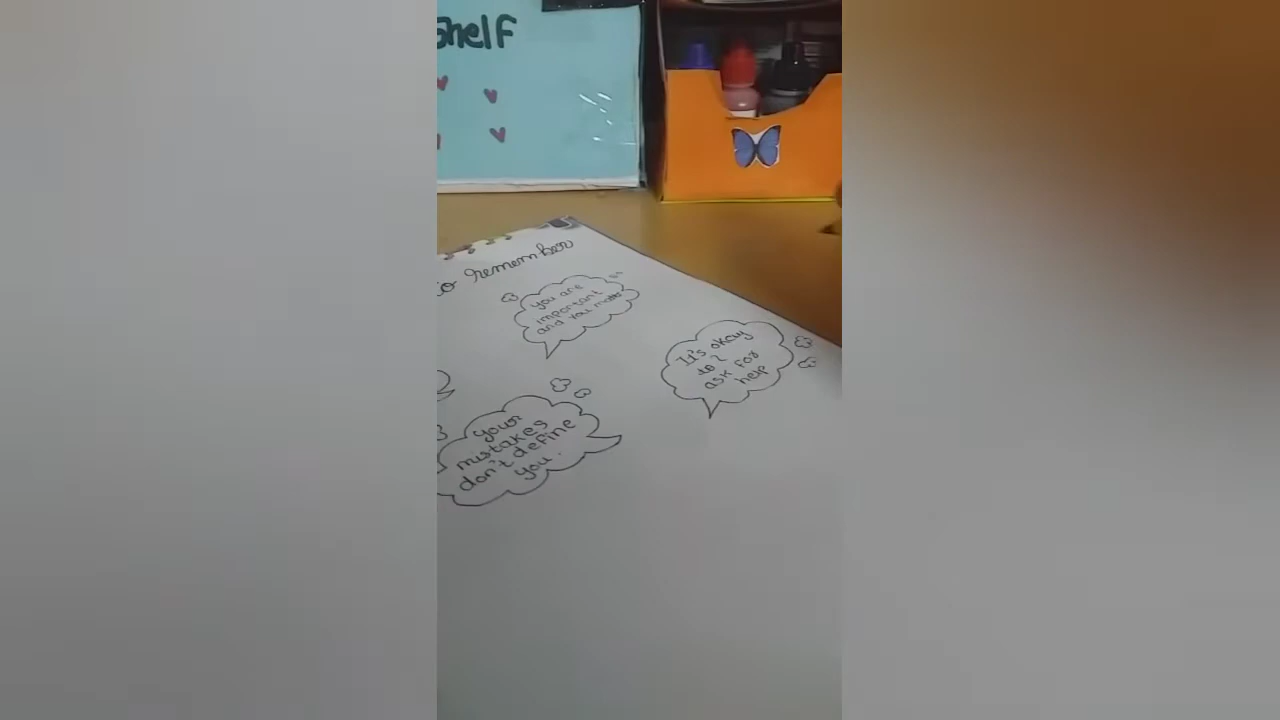 shelf
to remember
you are
important
and you matter
It's okay
to
ask for
help
your
mistakes
don't define
you.